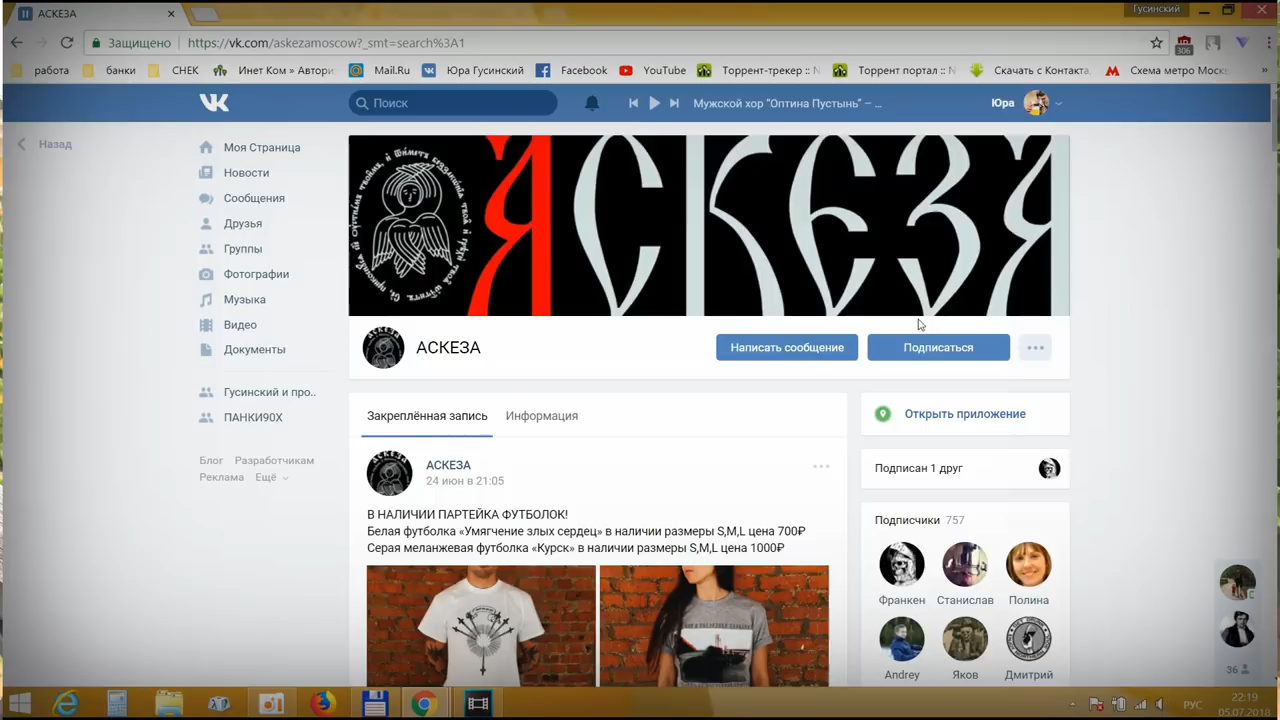 АСКЕЗА
Гусинский
Защищено
https://vk.com/askezamoscow?_smt=search%3A1
306
работа
банки
СНЕК
Инет Ком » Автори
Mail.Ru
Юра Гусинский
Facebook
YouTube
Торрент-трекер :: N
Торрент портал :: N
Скачать с Контакта
Схема метро Моск
Поиск
Мужской хор "Оптина Пустынь" – ...
Юра
Назад
Моя Страница
Новости
Сообщения
Друзья
Группы
Фотографии
Музыка
Видео
Документы
Гусинский и про..
ПАНКИ90Х
Блог Разработчикам
Реклама Ещё
АСКЕЗА
АСКЕЗА
Написать сообщение
Подписаться
Закреплённая запись
Информация
АСКЕЗА
24 июн в 21:05
В НАЛИЧИИ ПАРТЕЙКА ФУТБОЛОК!
Белая футболка «Умягчение злых сердец» в наличии размеры S,M,L цена 700₽
Серая меланжевая футболка «Курск» в наличии размеры S,M,L цена 1000₽
Открыть приложение
Подписан 1 друг
Подписчики 757
Франкен
Станислав
Полина
Andrey
Яков
Дмитрий
36
РУС
22:19
05.07.2018